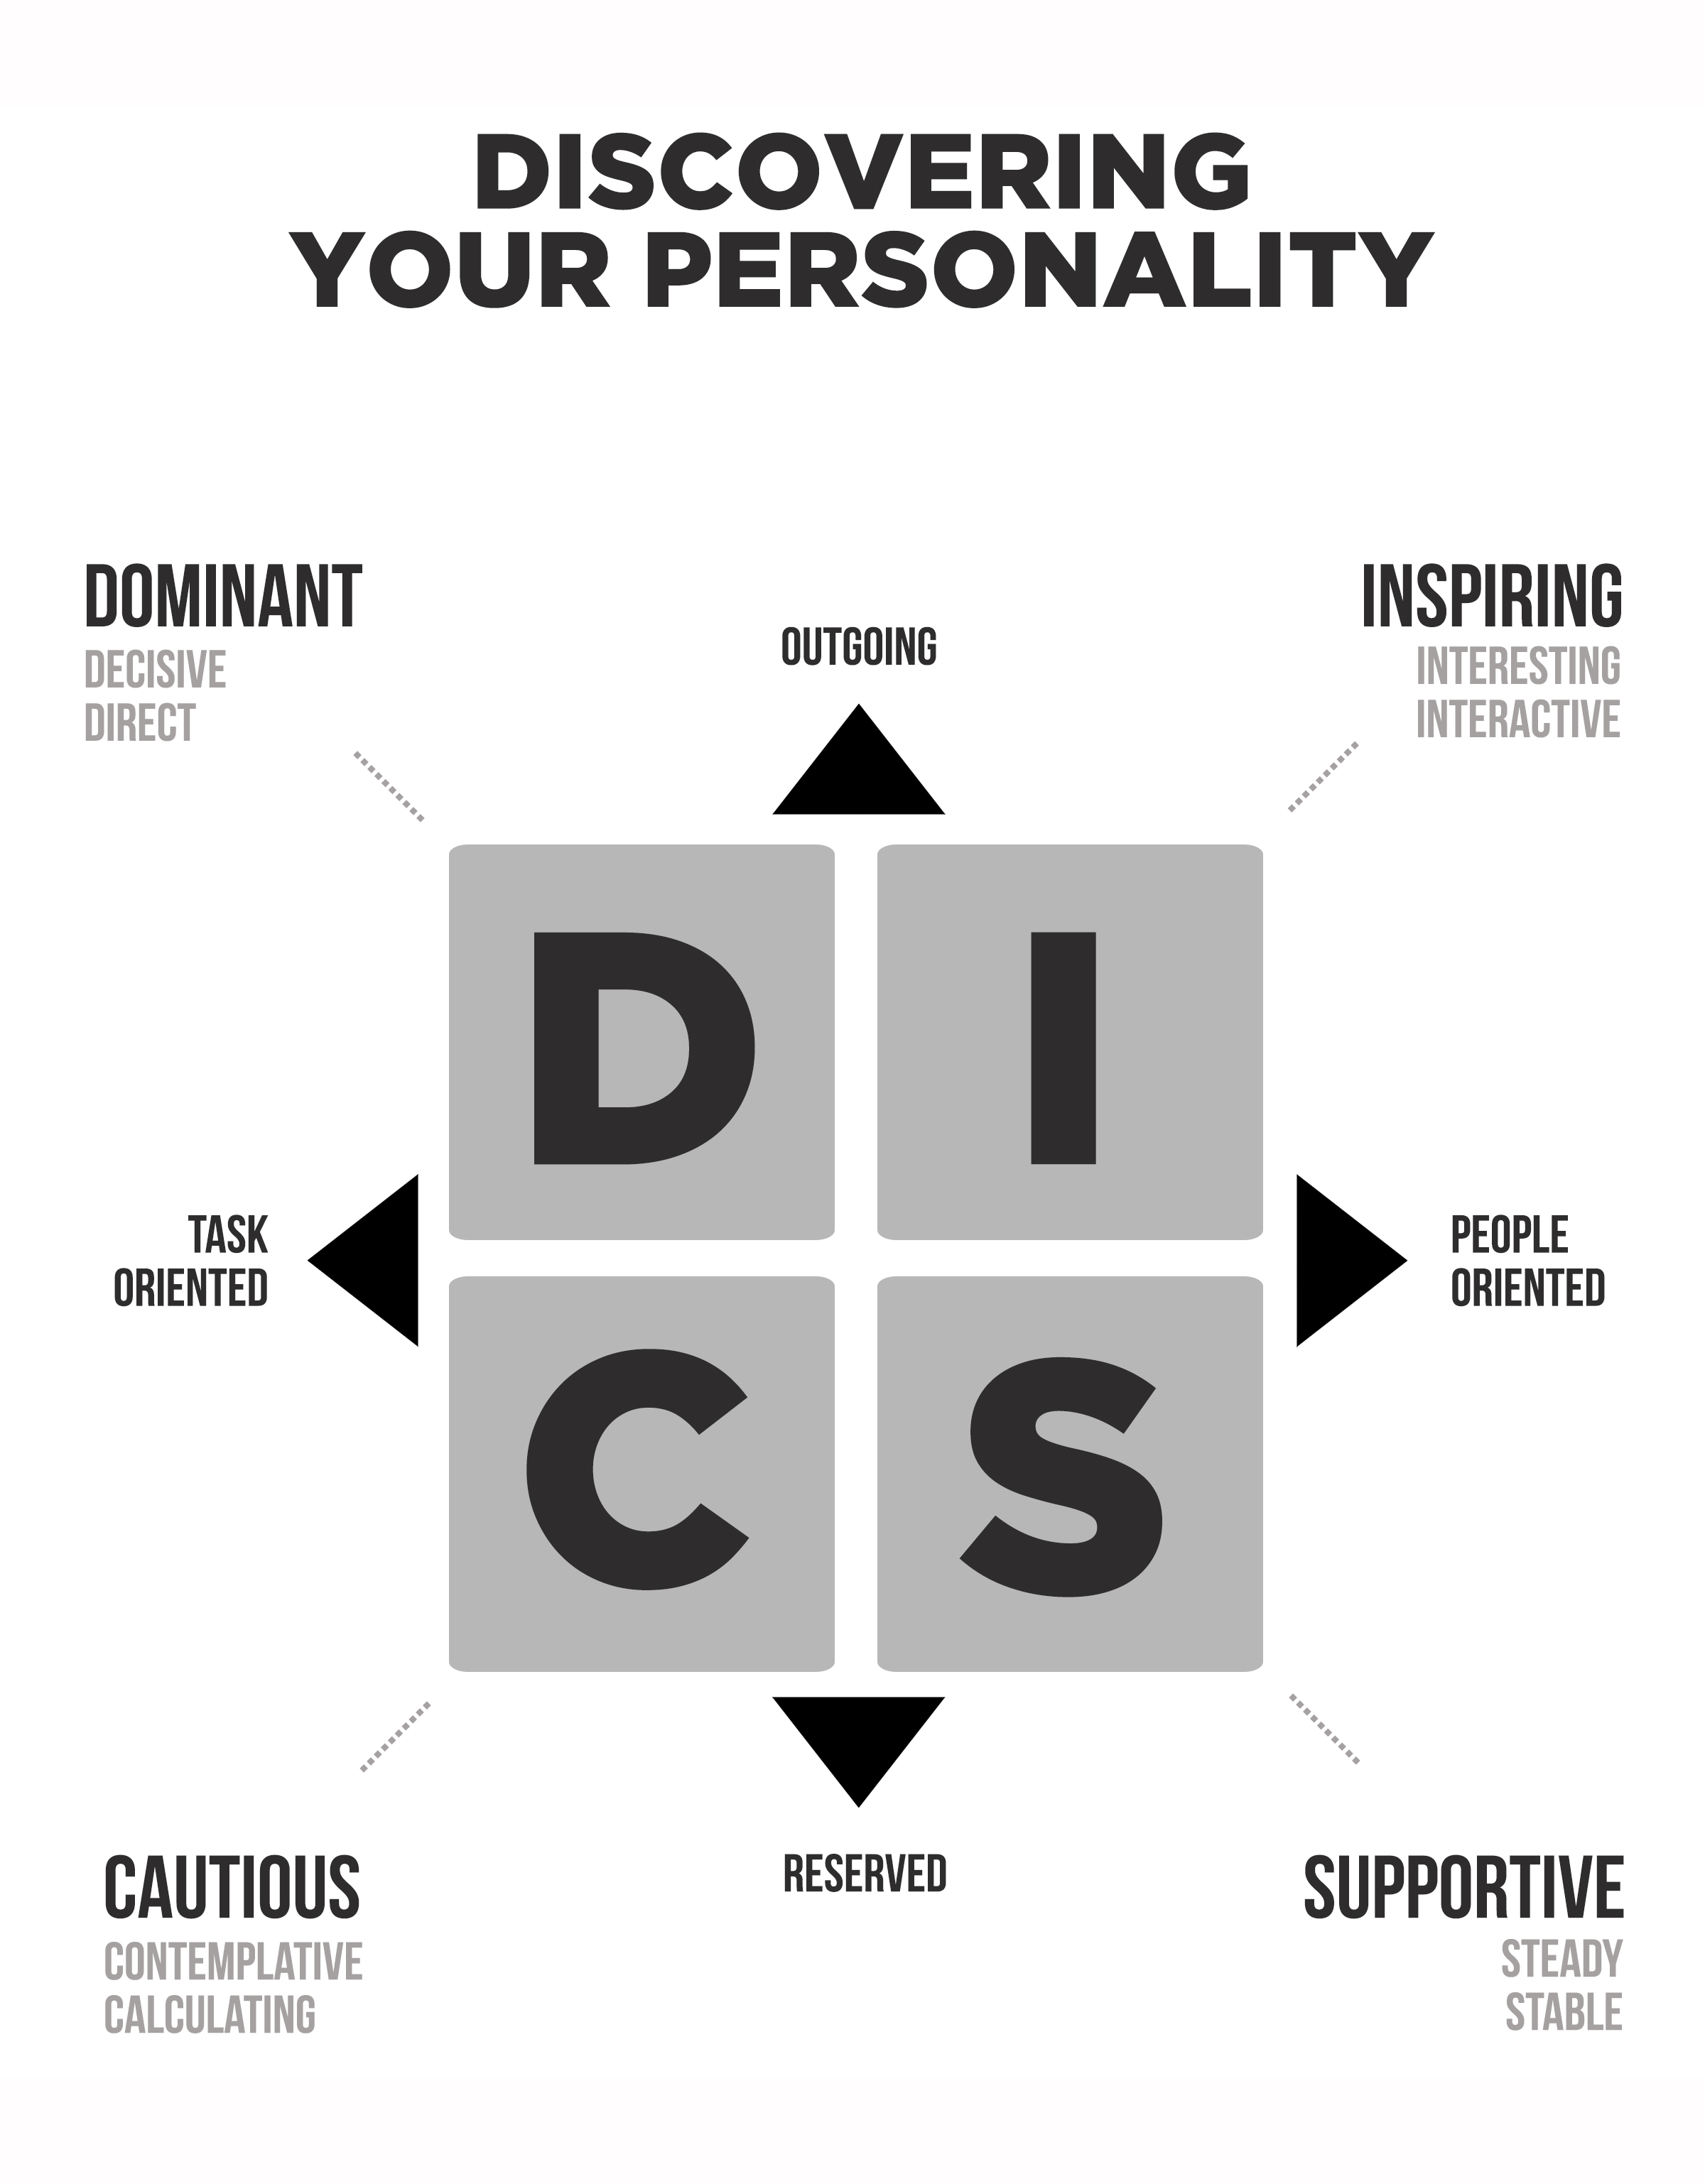 DISCOVERING
YOUR PERSONALITY
DOMINANT
DECISIVE
DIRECT
OUTGOING
INSPIRING
INTERESTING
INTERACTIVE
D
I
TASK
ORIENTED
PEOPLE
ORIENTED
C
S
CAUTIOUS
CONTEMPLATIVE
CALCULATING
RESERVED
SUPPORTIVE
STEADY
STABLE